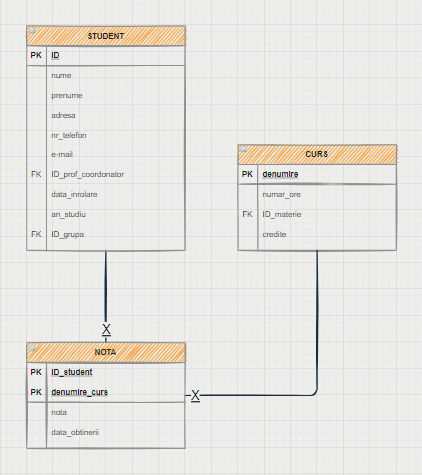 STUDENT
PK ID
nume
prenume
adresa
nr_telefon
e-mail
FK ID_prof_coordonator
data_inrolare
an_studiu
FK ID_grupa
CURS
PK denumire
numar_ore
FK ID_materie
credite
X
NOTA
PK ID_student
PK denumire_curs
X
nota
data_obtinerii